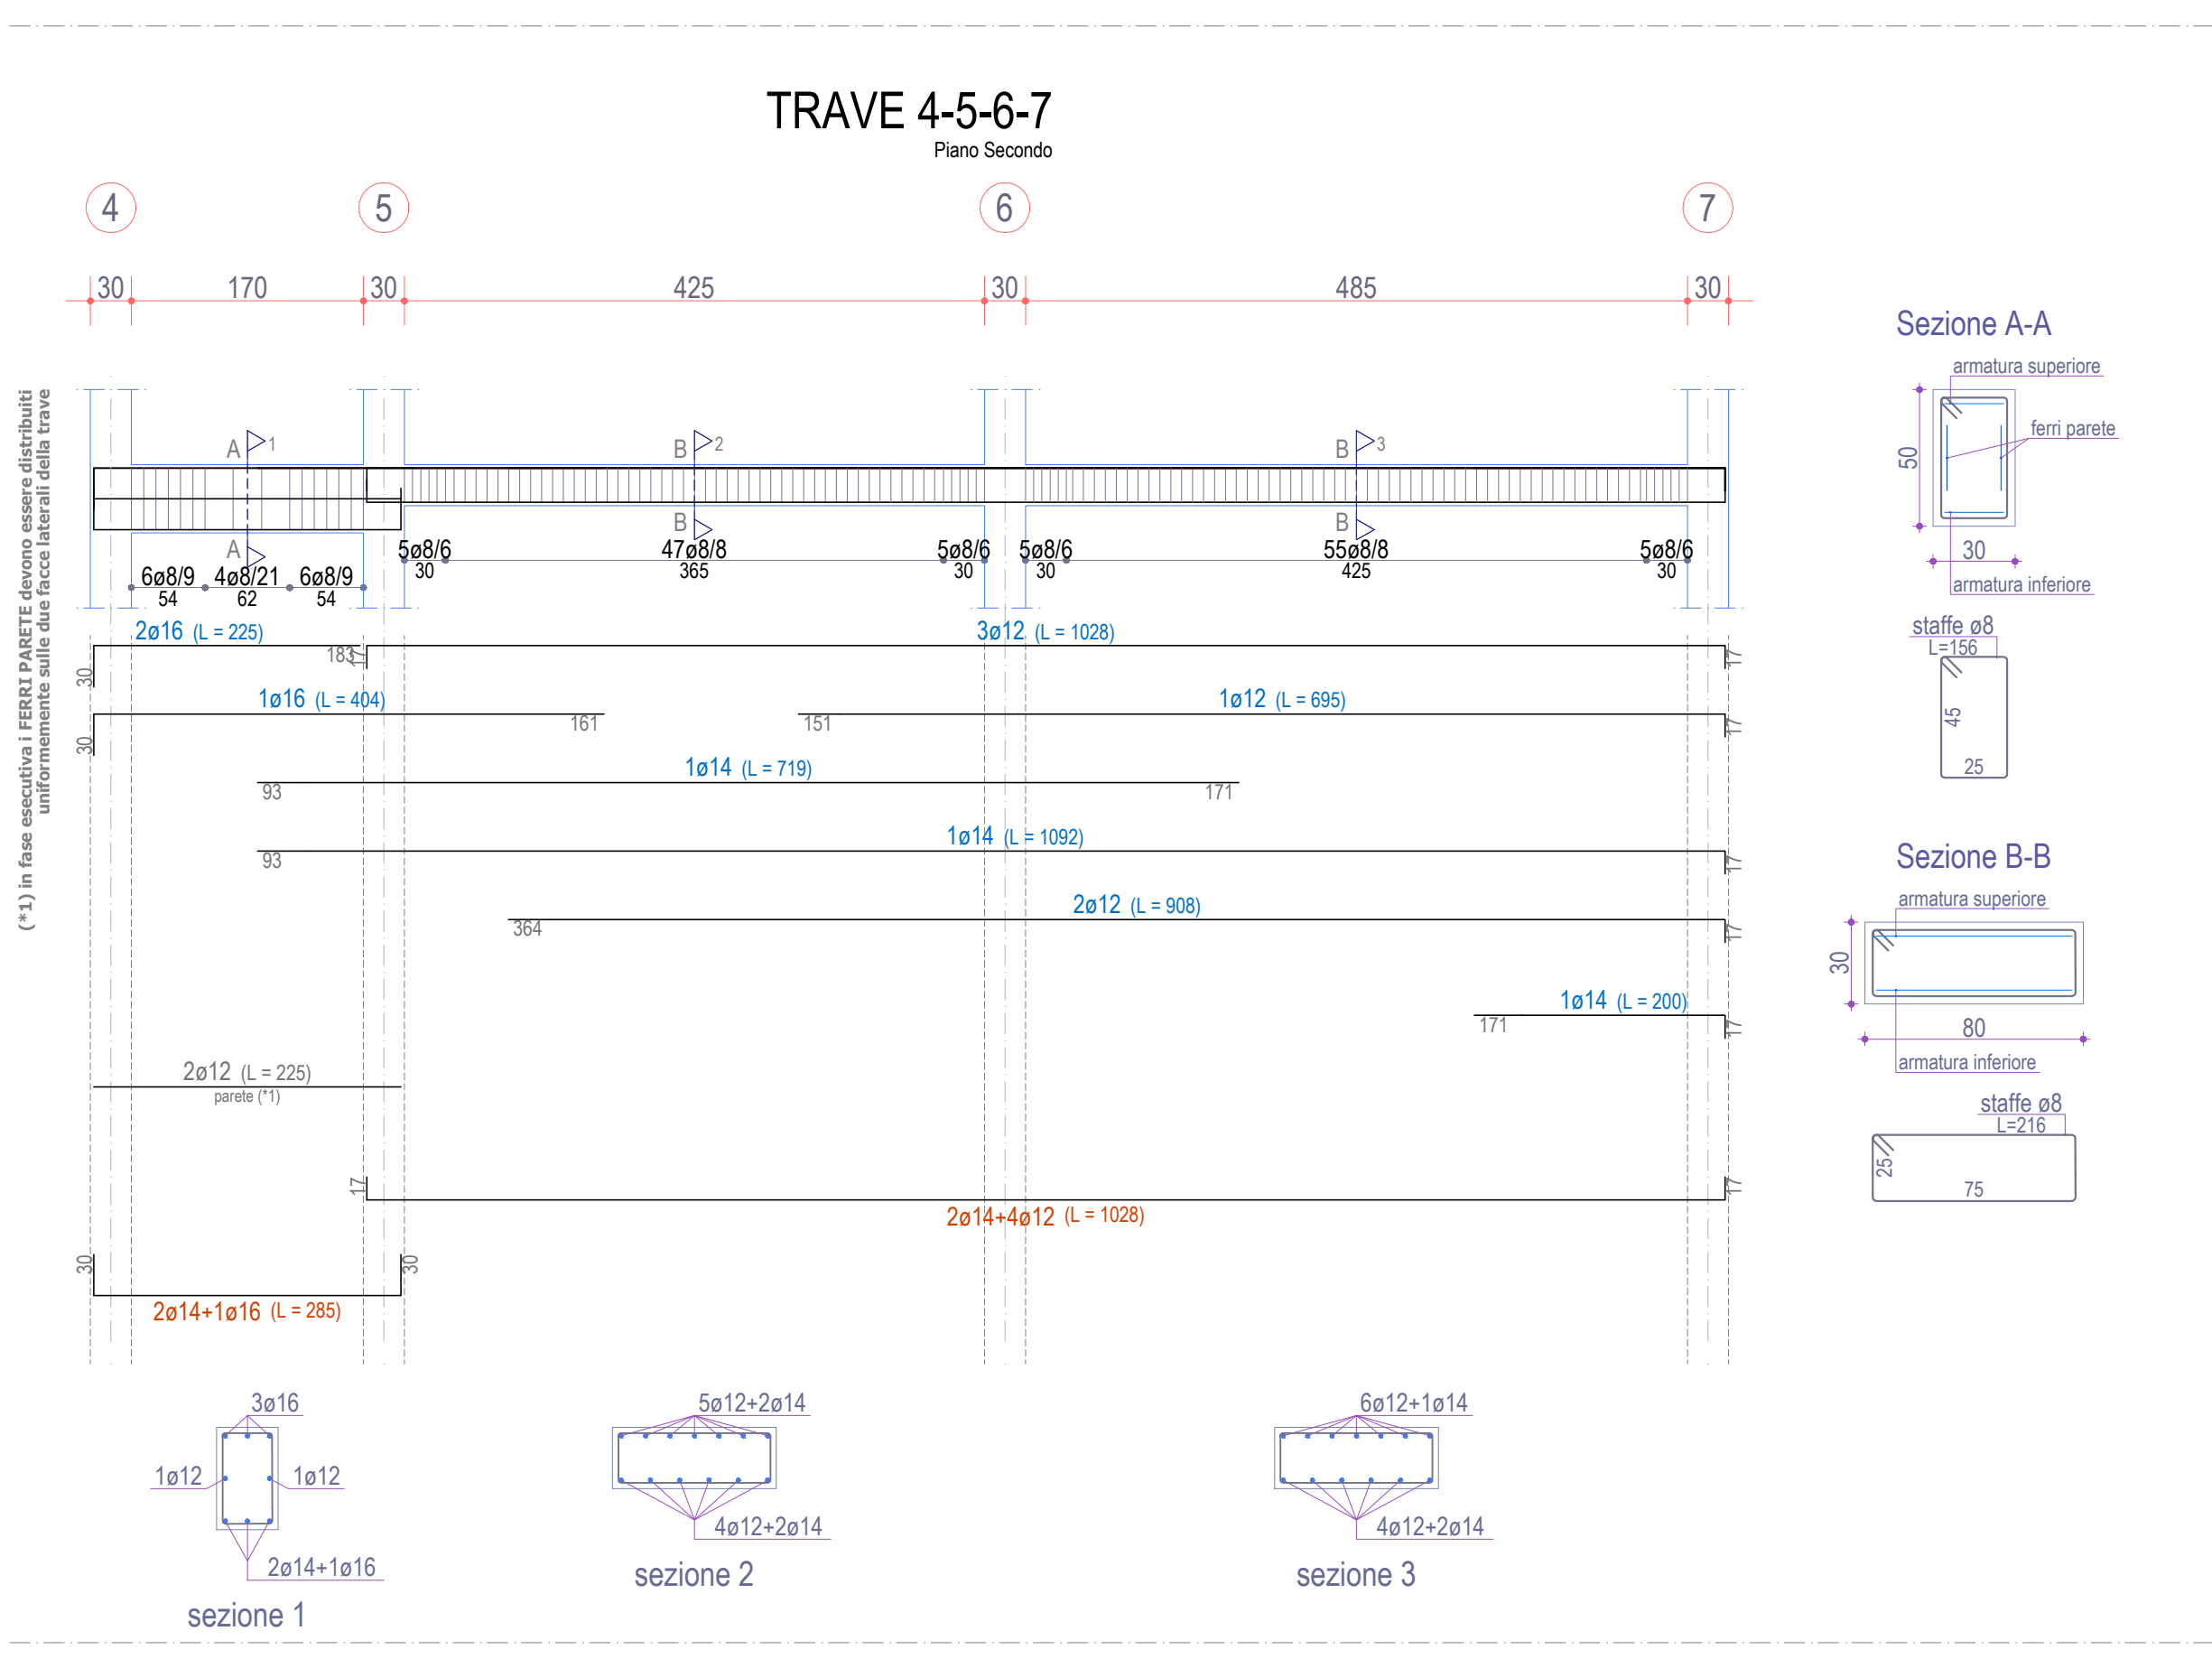 TRAVE 4-5-6-7
Piano Secondo
4
5
6
7
30
170
30
425
30
485
30
(*1) in fase esecutiva i FERRI PARETE devono essere distribuiti
uniformemente sulle due facce laterali della trave
A
1
B
2
B
3
A
B
B
6ø8/9
54
4ø8/21
62
6ø8/9
54
5ø8/6
30
47ø8/8
365
5ø8/6
30
5ø8/6
30
55ø8/8
425
5ø8/6
30
2ø16 (L = 225)
30
183
3ø12 (L = 1028)
17
17
1ø16 (L = 404)
30
161
1ø12 (L = 695)
151
17
1ø14 (L = 719)
93
171
1ø14 (L = 1092)
93
17
2ø12 (L = 908)
364
17
1ø14 (L = 200)
171
17
2ø12 (L = 225)
parete (*1)
17
17
2ø14+4ø12 (L = 1028)
30
30
2ø14+1ø16 (L = 285)
3ø16
1ø12
1ø12
2ø14+1ø16
sezione 1
5ø12+2ø14
4ø12+2ø14
sezione 2
6ø12+1ø14
4ø12+2ø14
sezione 3
Sezione A-A
armatura superiore
ferri parete
50
30
armatura inferiore
staffe ø8
L=156
45
25
Sezione B-B
armatura superiore
30
80
armatura inferiore
staffe ø8
L=216
25
75